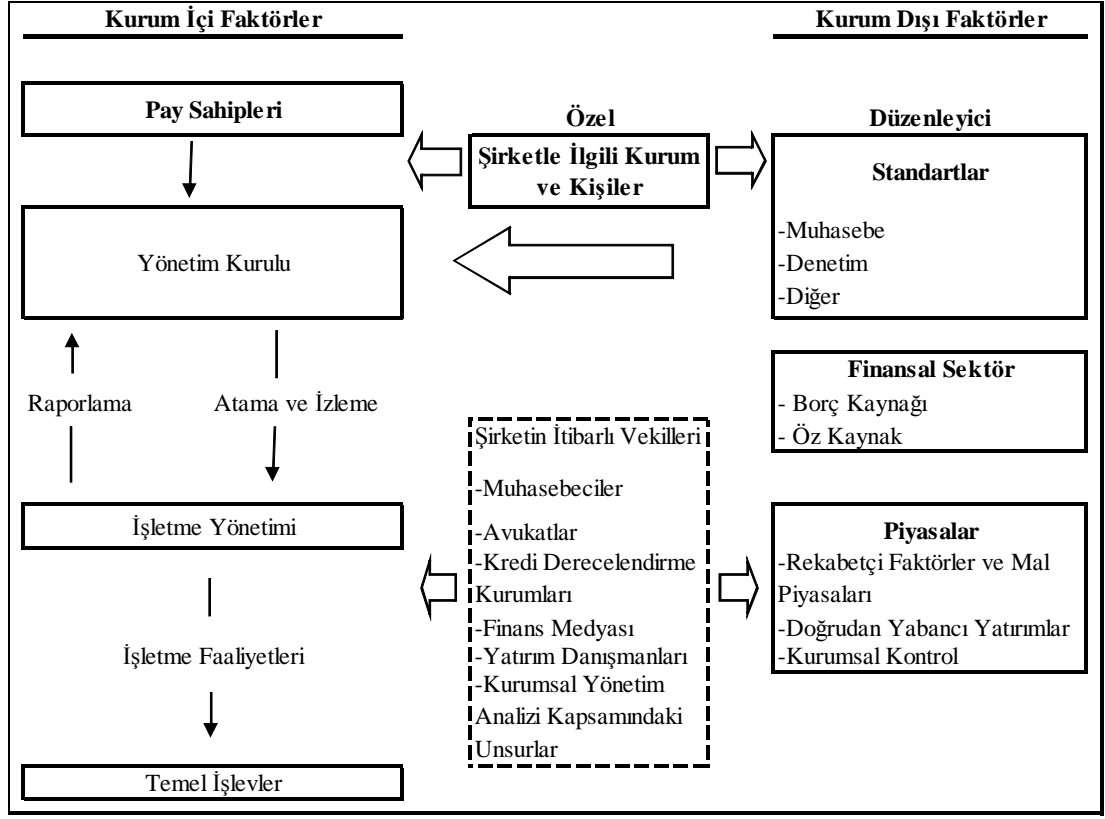 Kurum İçi Faktörler
Kurum Dışı Faktörler
Pay Sahipleri
Özel
Şirketle İlgili Kurum
ve Kişiler
Düzenleyici
Standartlar
-Muhasebe
-Denetim
-Diğer
Yönetim Kurulu
Raporlama
Atama ve İzleme
Finansal Sektör
- Borç Kaynağı
- Öz Kaynak
Şirketin İtibarlı Vekilleri
-Muhasebeciler
-Avukatlar
-Kredi Derecelendirme
Kurumları
-Finans Medyası
-Yatırım Danışmanları
-Kurumsal Yönetim
Analizi Kapsamındaki
Unsurlar
İşletme Yönetimi
Piyasalar
-Rekabetçi Faktörler ve Mal
Piyasaları
-Doğrudan Yabancı Yatırımlar
-Kurumsal Kontrol
İşletme Faaliyetleri
Temel İşlevler